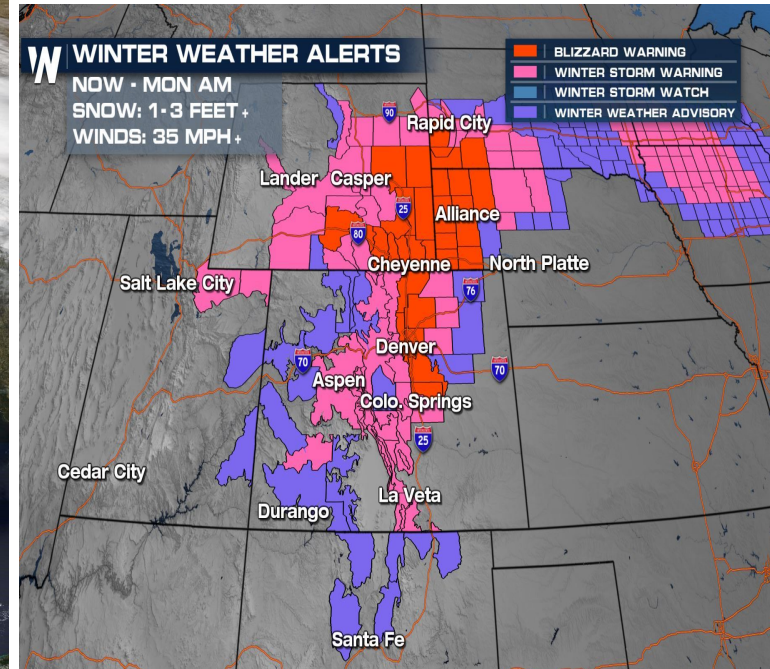 W WINTER WEATHER ALERTS
NOW - MON AM
SNOW: 1-3 FEET+
WINDS: 35 MPH+
BLIZZARD WARNING
WINTER STORM WARNING
WINTER STORM WATCH
WINTER WEATHER ADVISORY
90
Rapid City
Lander Casper
25
Alliance
80
Cheyenne North Platte
Salt Lake City
76
Denver
70
70
Aspen
Colo. Springs
25
Cedar City
La Veta
Durango
Santa Fe